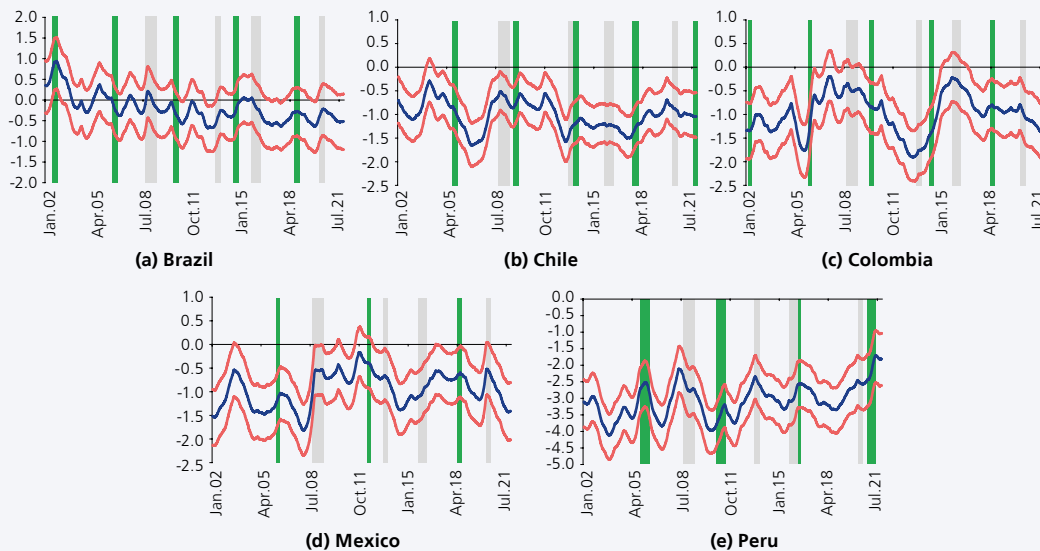 2.0
1.5
1.0
0.5
0.0
-0.5
-1.0
1.5
2.0
Jan.02
Apr.05
Jul.08
Oct.11
Jan.15
Apr.18
Jul.21
(a) Brazil
1.0
0.5
0.0
-0.5
-1.0
-1.5
-2.0
-2.5
Jan.02
Apr.05
Jul.08
Oct.11
Jan.15
Apr.18
Jul.21
(b) Chile
1.0
0.5
0.0
-0.5
-1.0
-1.5
-2.0
-2.5
Jan.02
Apr.05
Jul.08
Oct.11
Jan.15
Apr.18
Jul.21
(c) Colombia
1.0
0.5
0.0
-0.5
-1.0
-1.5
-2.0
-2.5
Jan.02
Apr.05
Jul.08
Oct.11
Jan.15
Apr.18
Jul.21
(d) Mexico
0.0
-0.5
-1.0
-1.5
-2.0
-2.5
-3.0
3.5
-4.0
-4.5
5.0
Jan.02
Apr.05
Jul.08
Oct.11
Jan.15
Apr.18
Jul.21
(e) Peru